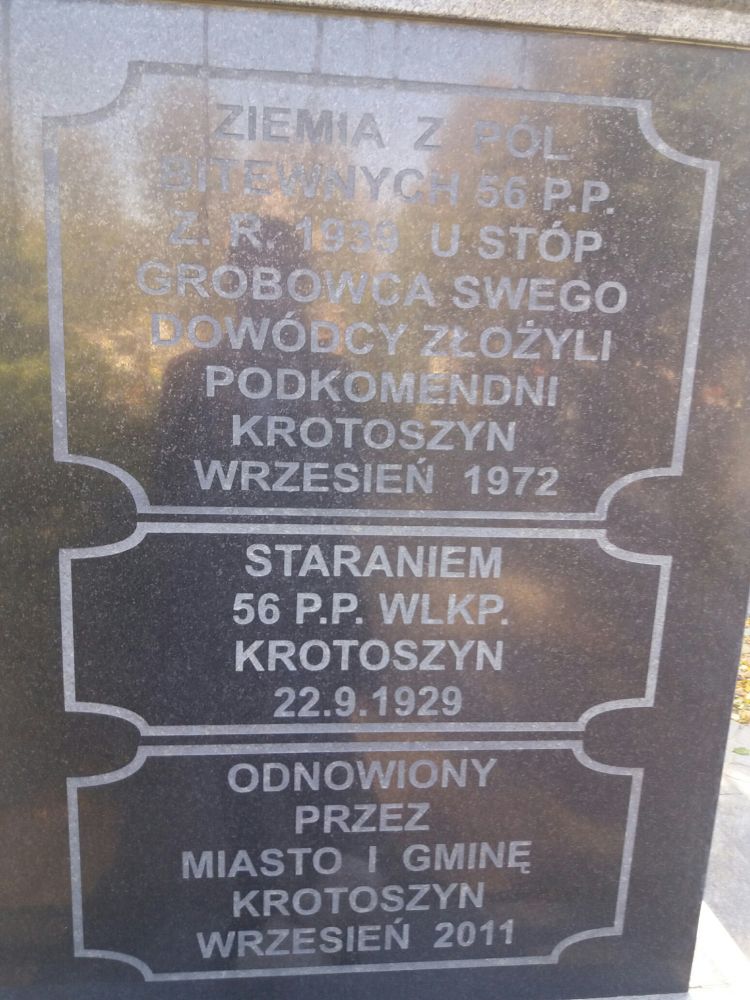 ZIEMIA Z PÓL
BITEWNYCH 56 P.P.
Z. R. 1939 U STÓP
GROBOWCA SWEGO
DOWÓDCY ZŁOŻYLI
PODKOMENDNI
KROTOSZYN
WRZESIEŃ 1972
STARANIEM
56 P.P. WLKP.
KROTOSZYN
22.9.1929
ODNOWIONY
PRZEZ
MIASTO I GMINĘ
KROTOSZYN
WRZESIEŃ 2011